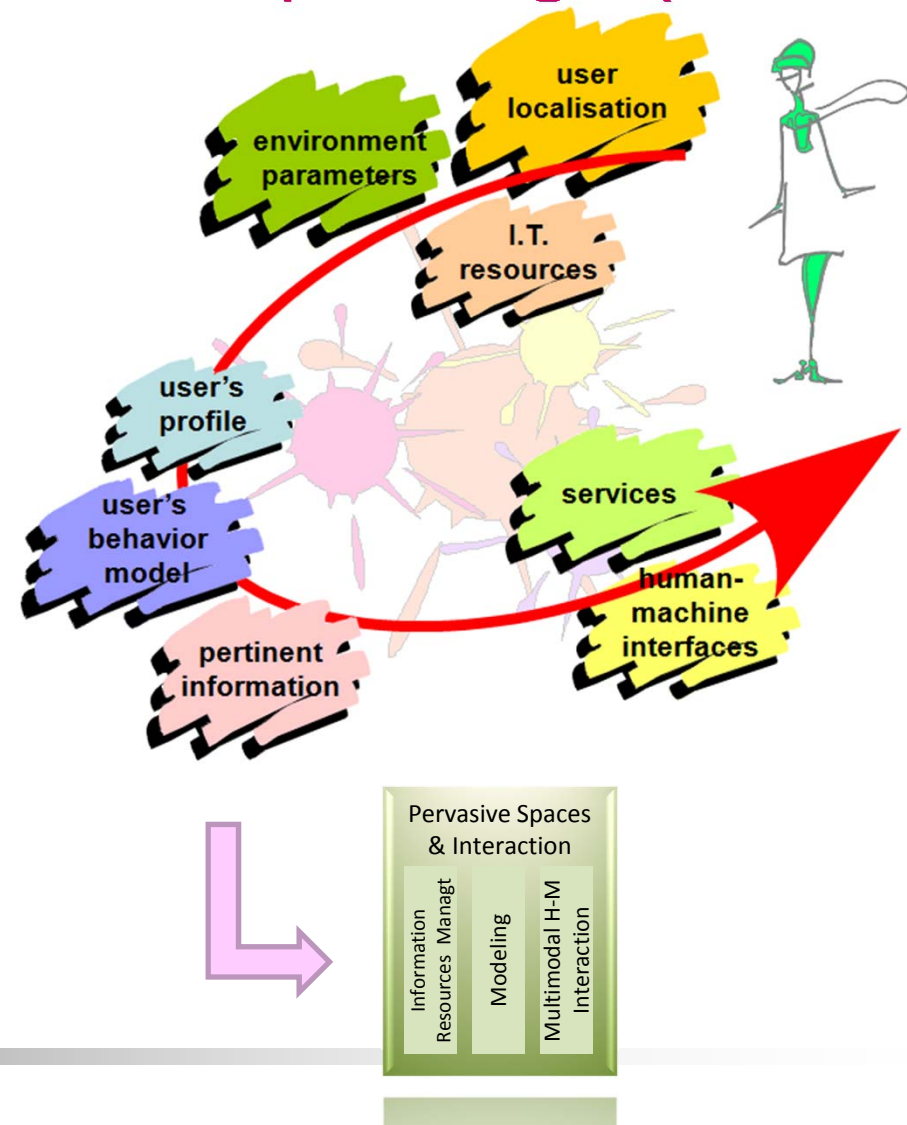 user
localisation
environment
parameters
I.T.
resources
user's
profile
services
user's
behavior
model
human-
machine
interfaces
pertinent
information
Pervasive Spaces
& Interaction
Information
Resources Managt
Modeling
Multimodal H-M
Interaction